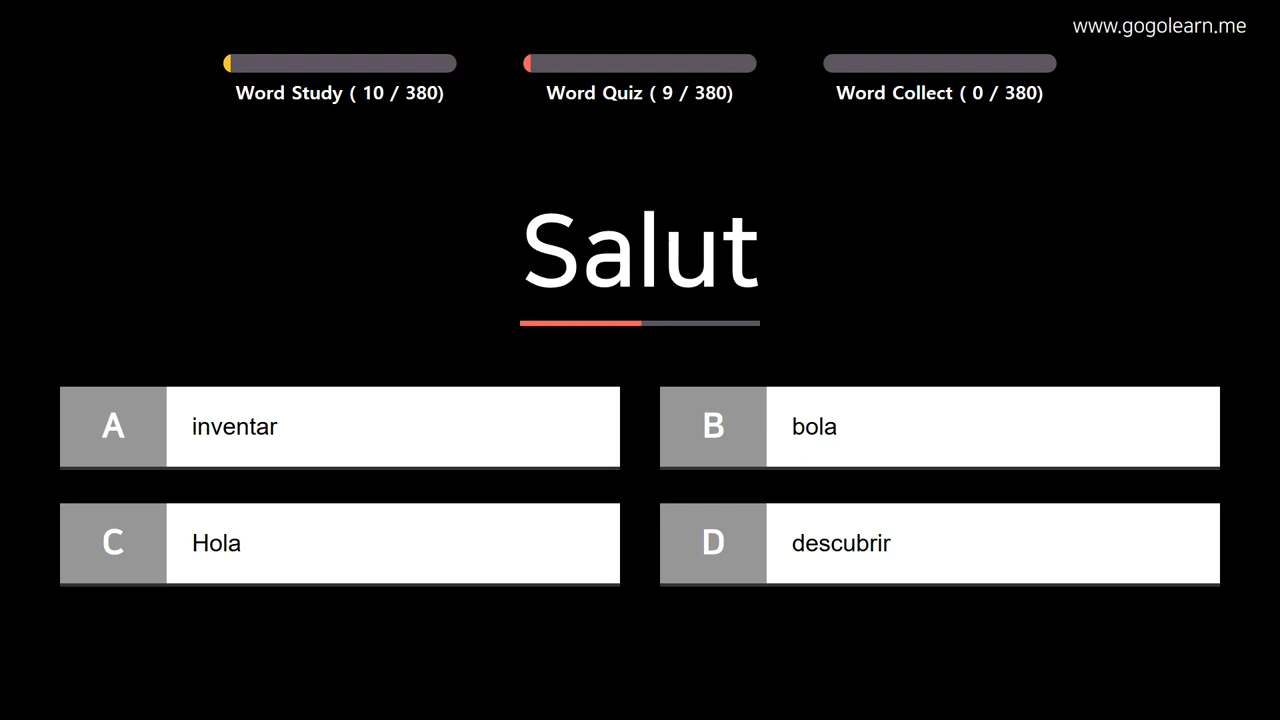 www.gogolearn.me
Word Study ( 10 / 380)
Word Quiz ( 9 / 380)
Word Collect ( 0 / 380)
Salut
A inventar
B bola
C Hola
D descubrir